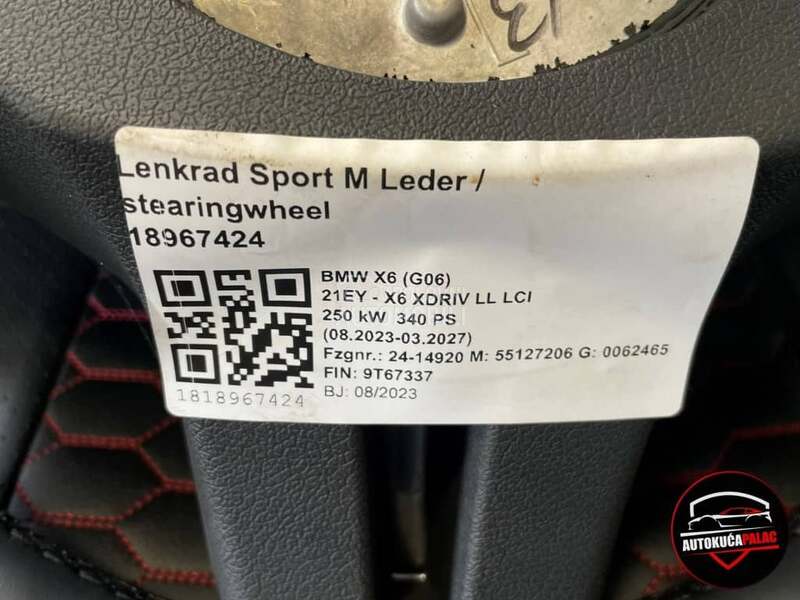 Lenkrad Sport M Leder /
stearingwheel
18967424
BMW X6 (G06)
21EY - X6 XDRIV LL LCI
250 kW 340 PS
(08.2023-03.2027)
Fzgnr.: 24-14920 M: 55127206 G: 0062465
FIN: 9T67337
BJ: 08/2023
1818967424
AUTOKUĆAPALAC